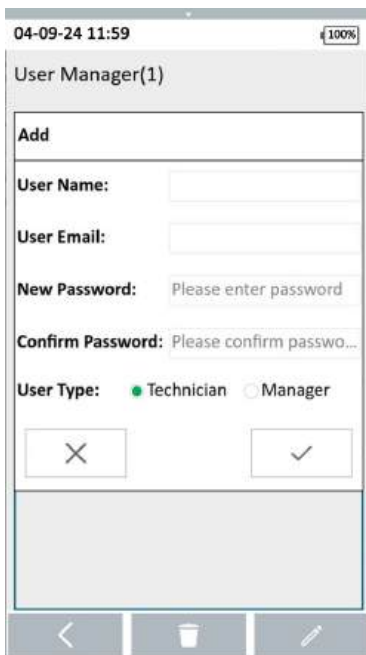 04-09-24 11:59 100%
User Manager(1)
Add
User Name:
User Email:
New Password: Please enter password
Confirm Password: Please confirm passwo...
User Type: Technician Manager